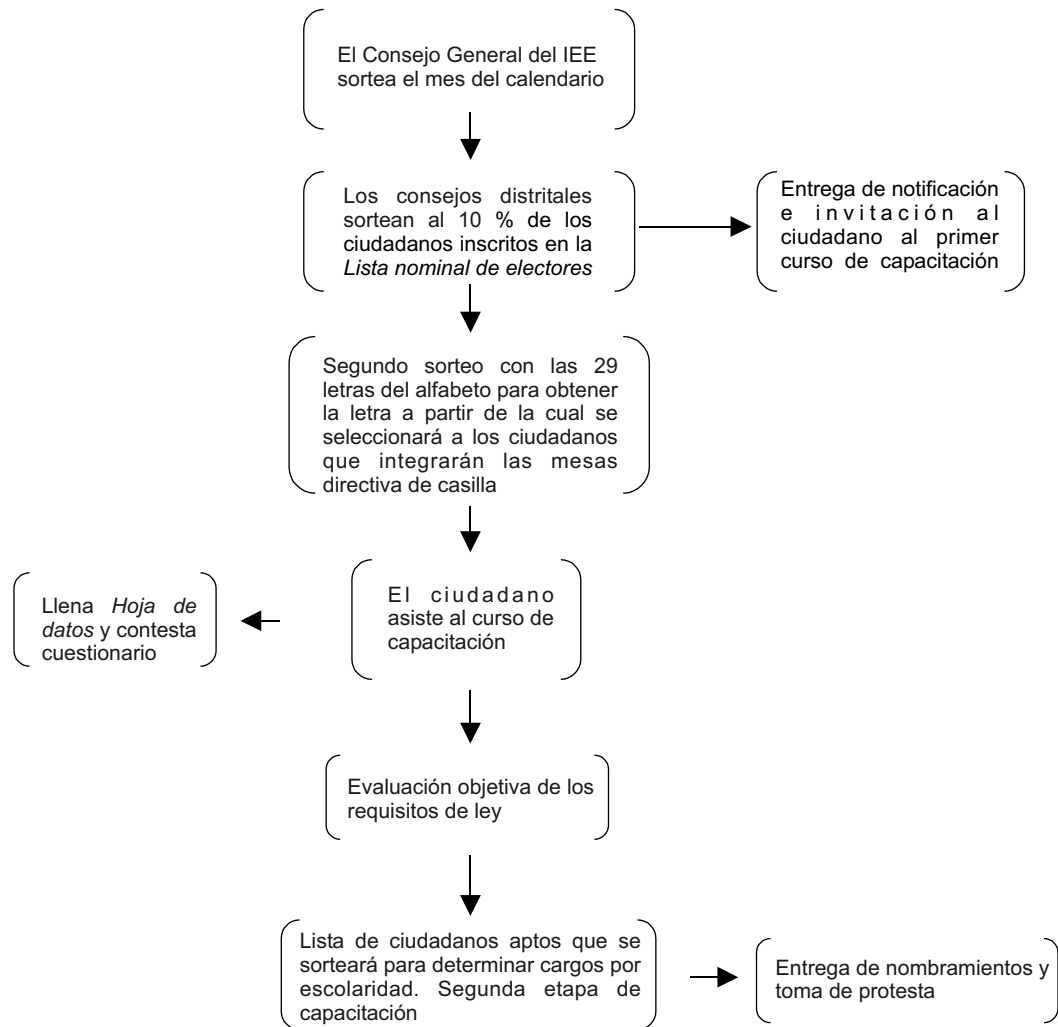 El Consejo General del IEE
sortea el mes del calendario
Los consejos distritales
sortean al 10 % de los
ciudadanos inscritos en la
Lista nominal de electores
Entrega de notificación
e invitación al
ciudadano al primer
curso de capacitación
Segundo sorteo con las 29
letras del alfabeto para obtener
la letra a partir de la cual se
seleccionará a los ciudadanos
que integrarán las mesas
directiva de casilla
Llena Hoja de
datos y contesta
cuestionario
El ciudadano
asiste al curso de
capacitación
Evaluación objetiva de los
requisitos de ley
Lista de ciudadanos aptos que se
sorteará para determinar cargos por
escolaridad. Segunda etapa de
capacitación
Entrega de nombramientos y
toma de protesta